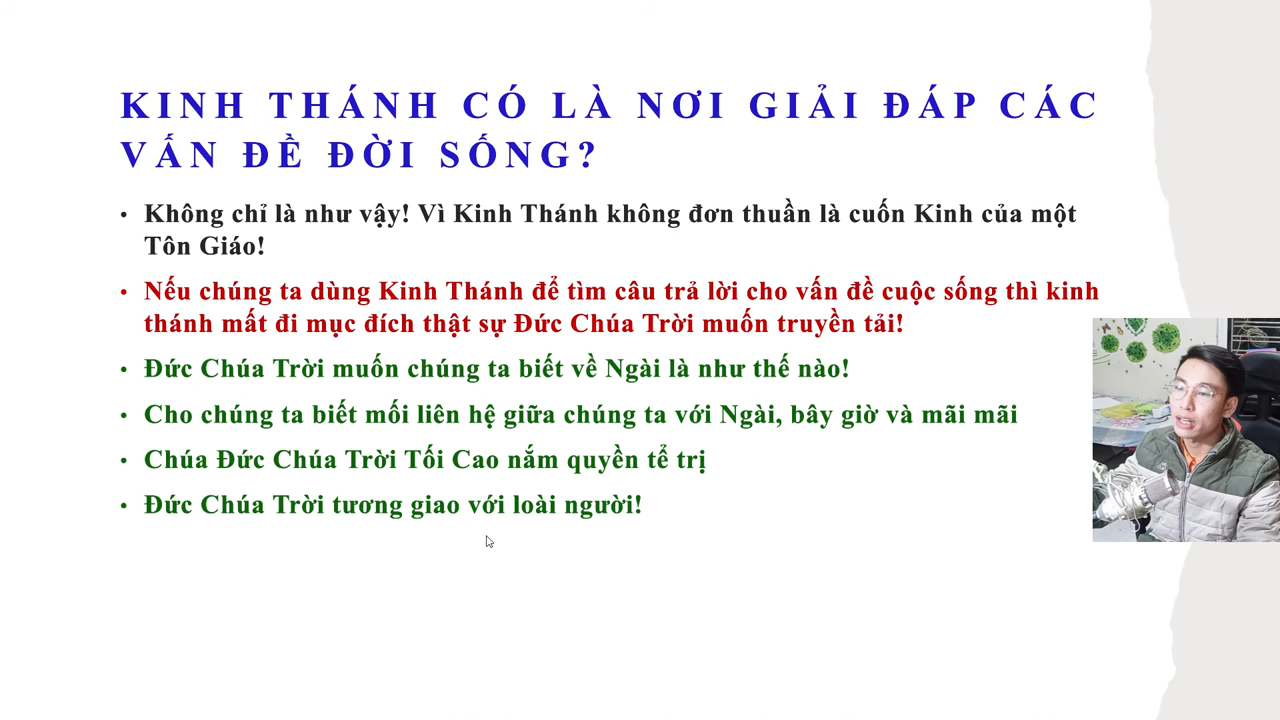 KINH THÁNH CÓ LÀ NƠI GIẢI ĐÁP CÁC
VẤN ĐỀ ĐỜI SỐNG?
• Không chỉ là như vậy! Vì Kinh Thánh không đơn thuần là cuốn Kinh của một
Tôn Giáo!
• Nếu chúng ta dùng Kinh Thánh để tìm câu trả lời cho vấn đề cuộc sống thì kinh
thánh mất đi mục đích thật sự Đức Chúa Trời muốn truyền tải!
• Đức Chúa Trời muốn chúng ta biết về Ngài là như thế nào!
• Cho chúng ta biết mối liên hệ giữa chúng ta với Ngài, bây giờ và mãi mãi
• Chúa Đức Chúa Trời Tối Cao nắm quyền tể trị
• Đức Chúa Trời tương giao với loài người!